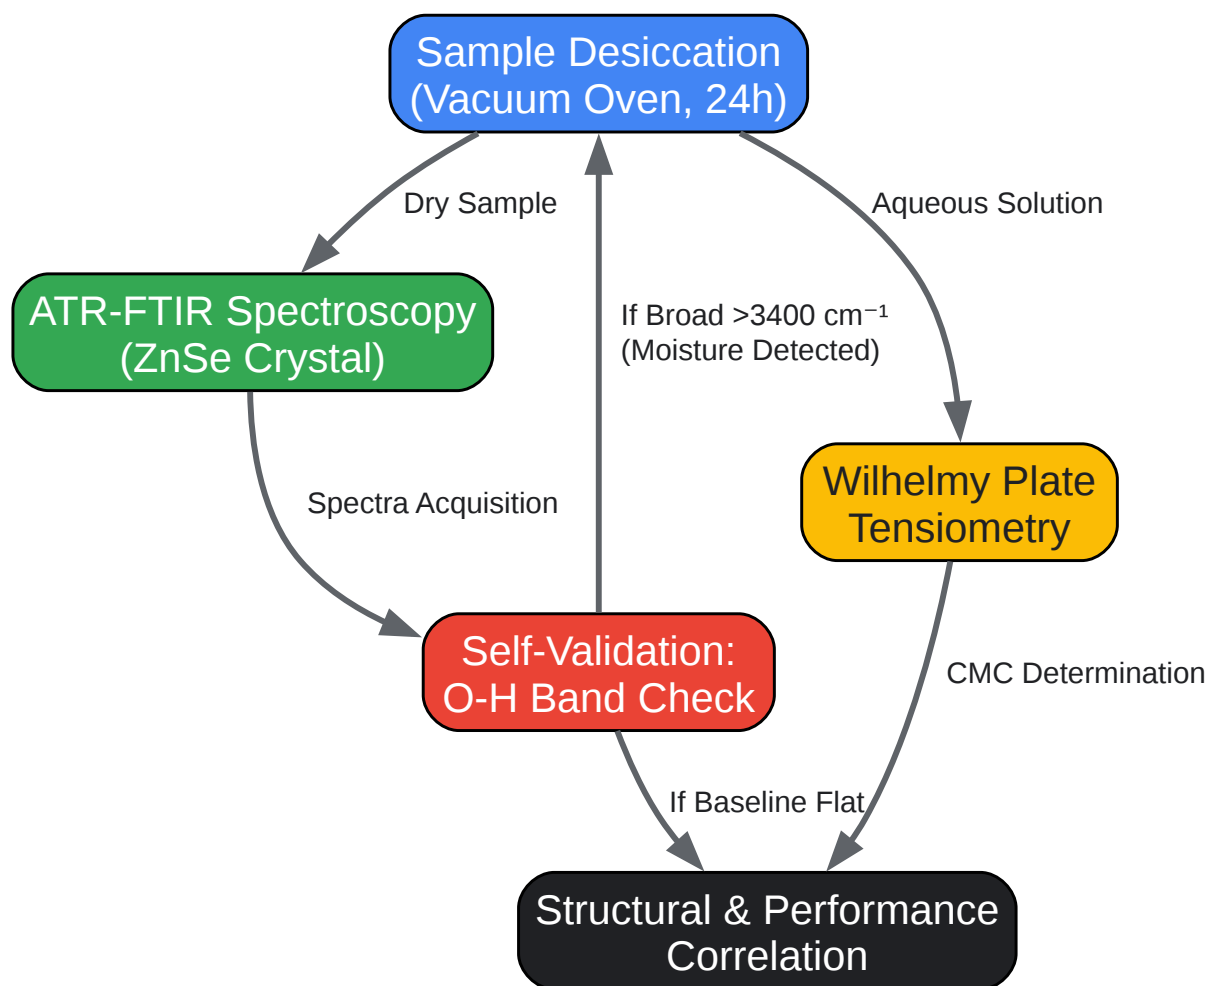 Sample Desiccation
(Vacuum Oven, 24h)
Dry Sample
Aqueous Solution
ATR-FTIR Spectroscopy
(ZnSe Crystal)
If Broad >3400 cm⁻¹
(Moisture Detected)
Wilhelmy Plate
Tensiometry
Spectra Acquisition
Self-Validation:
O-H Band Check
CMC Determination
If Baseline Flat
Structural & Performance
Correlation